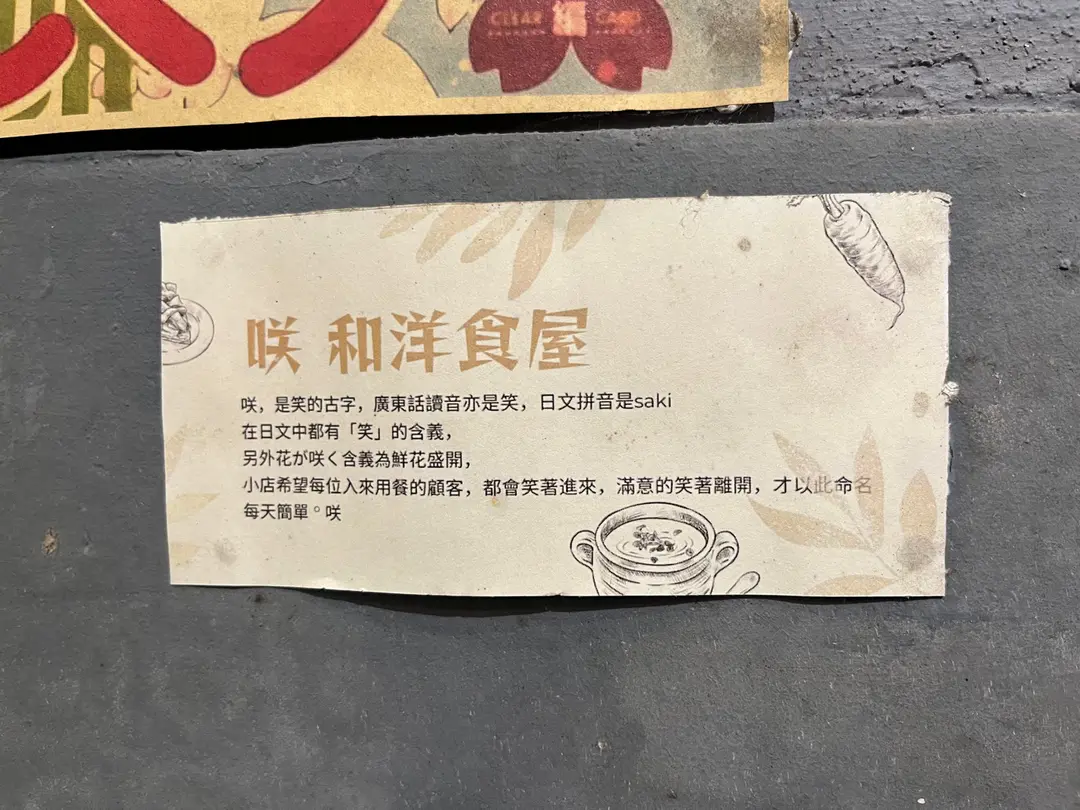 CLEAR CARD
咲 和洋食屋
咲，是笑的古字，廣東話讀音亦是笑，日文拼音是saki
在日文中都有「笑」的含義，
另外花が咲く含義為鮮花盛開，
小店希望每位入來用餐的顧客，都會笑著進來，滿意的笑著離開，才以此命名
每天簡單。咲